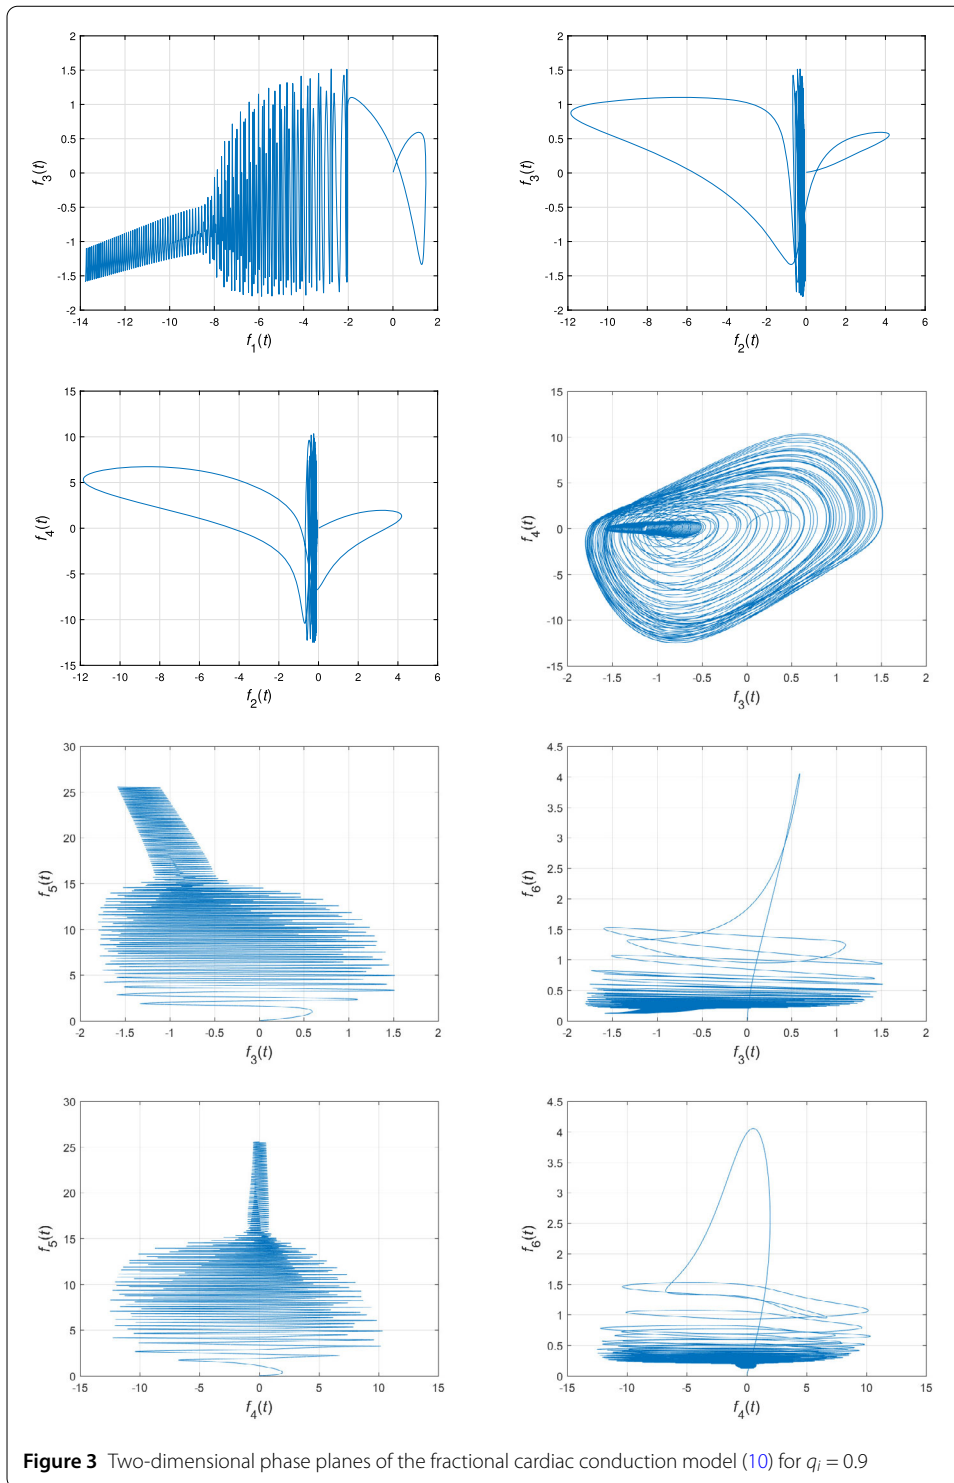 2
1.5
1
0.5
0
-0.5
-1
-1.5
-2
f3(t)
-14 -12 -10 -8 -6 -4 -2 0 2
f1(t)
2
1.5
1
0.5
0
-0.5
-1
-1.5
-2
f3(t)
-12 -10 -8 -6 -4 -2 0 2 4 6
f2(t)
15
10
5
0
-5
-10
-15
f4(t)
-12 -10 -8 -6 -4 -2 0 2 4 6
f2(t)
15
10
5
0
-5
-10
-15
f4(t)
-2 -1.5 -1 -0.5 0 0.5 1 1.5 2
f3(t)
30
25
20
15
10
5
0
f5(t)
-2 -1.5 -1 -0.5 0 0.5 1 1.5 2
f3(t)
4.5
4
3.5
3
2.5
2
1.5
1
0.5
0
f6(t)
-2 -1.5 -1 -0.5 0 0.5 1 1.5 2
f3(t)
30
25
20
15
10
5
0
f5(t)
-15 -10 -5 0 5 10 15
f4(t)
4.5
4
3.5
3
2.5
2
1.5
1
0.5
0
f6(t)
-15 -10 -5 0 5 10 15
f4(t)
Figure 3 Two-dimensional phase planes of the fractional cardiac conduction model (10) for qi = 0.9